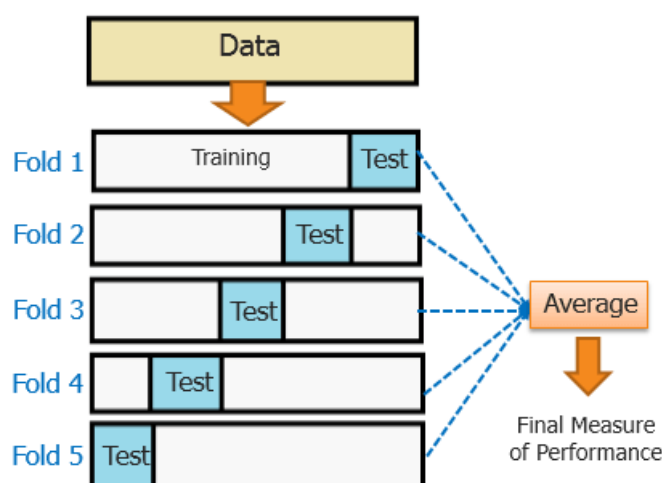 Data
Fold 1
Training
Test
Fold 2
Test
Fold 3
Test
Average
Fold 4
Test
Final Measure
of Performance
Fold 5
Test